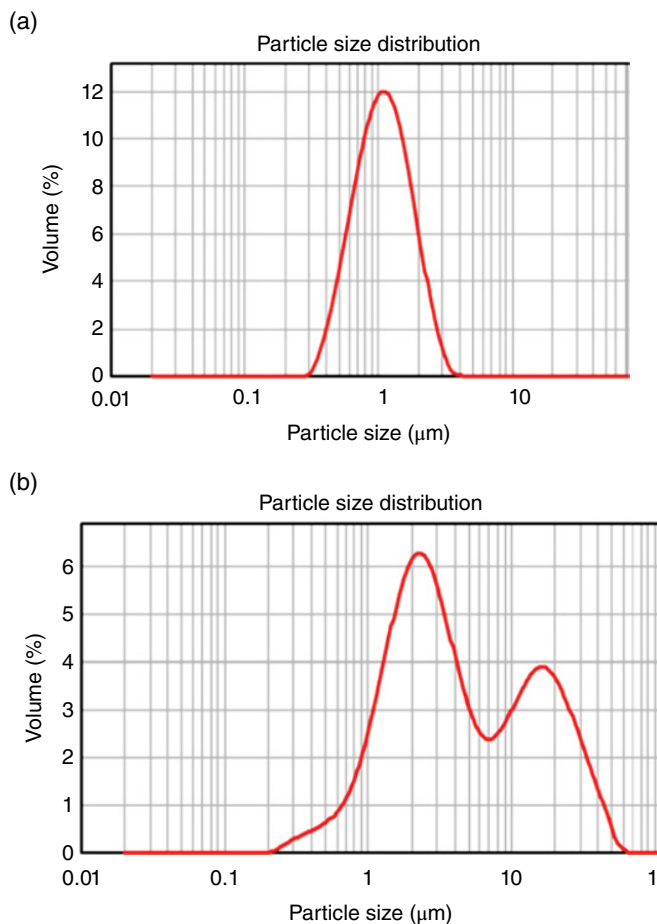 (a)
Particle size distribution
Volume (%)
12
10
8
6
4
2
0
0.01 0.1 1 10
Particle size (μm)
(b)
Particle size distribution
Volume (%)
6
5
4
3
2
1
0
0.01 0.1 1 10 1
Particle size (μm)